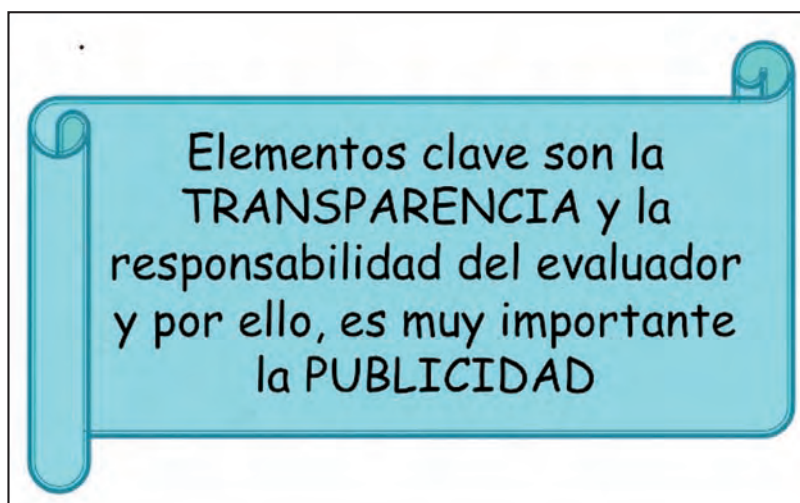 Elementos clave son la
TRANSPARENCIA y la
responsabilidad del evaluador
y por ello, es muy importante
la PUBLICIDAD